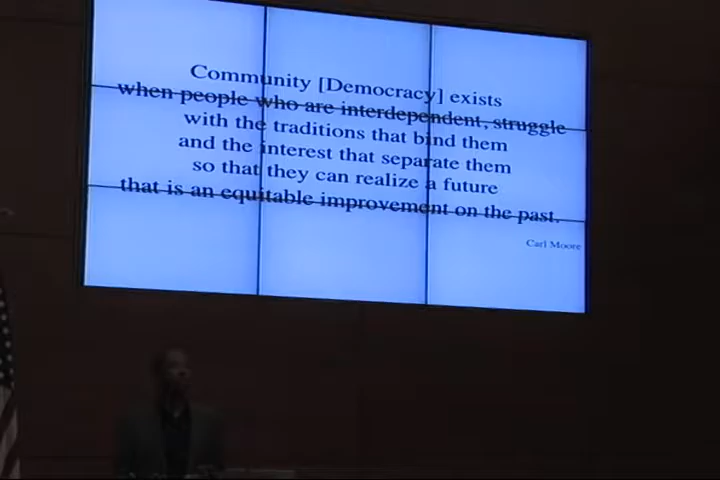 Community [Democracy] exists
when people who are interdependent, struggle
with the traditions that bind them
and the interest that separate them
so that they can realize a future
that is an equitable improvement on the past.
Carl Moore